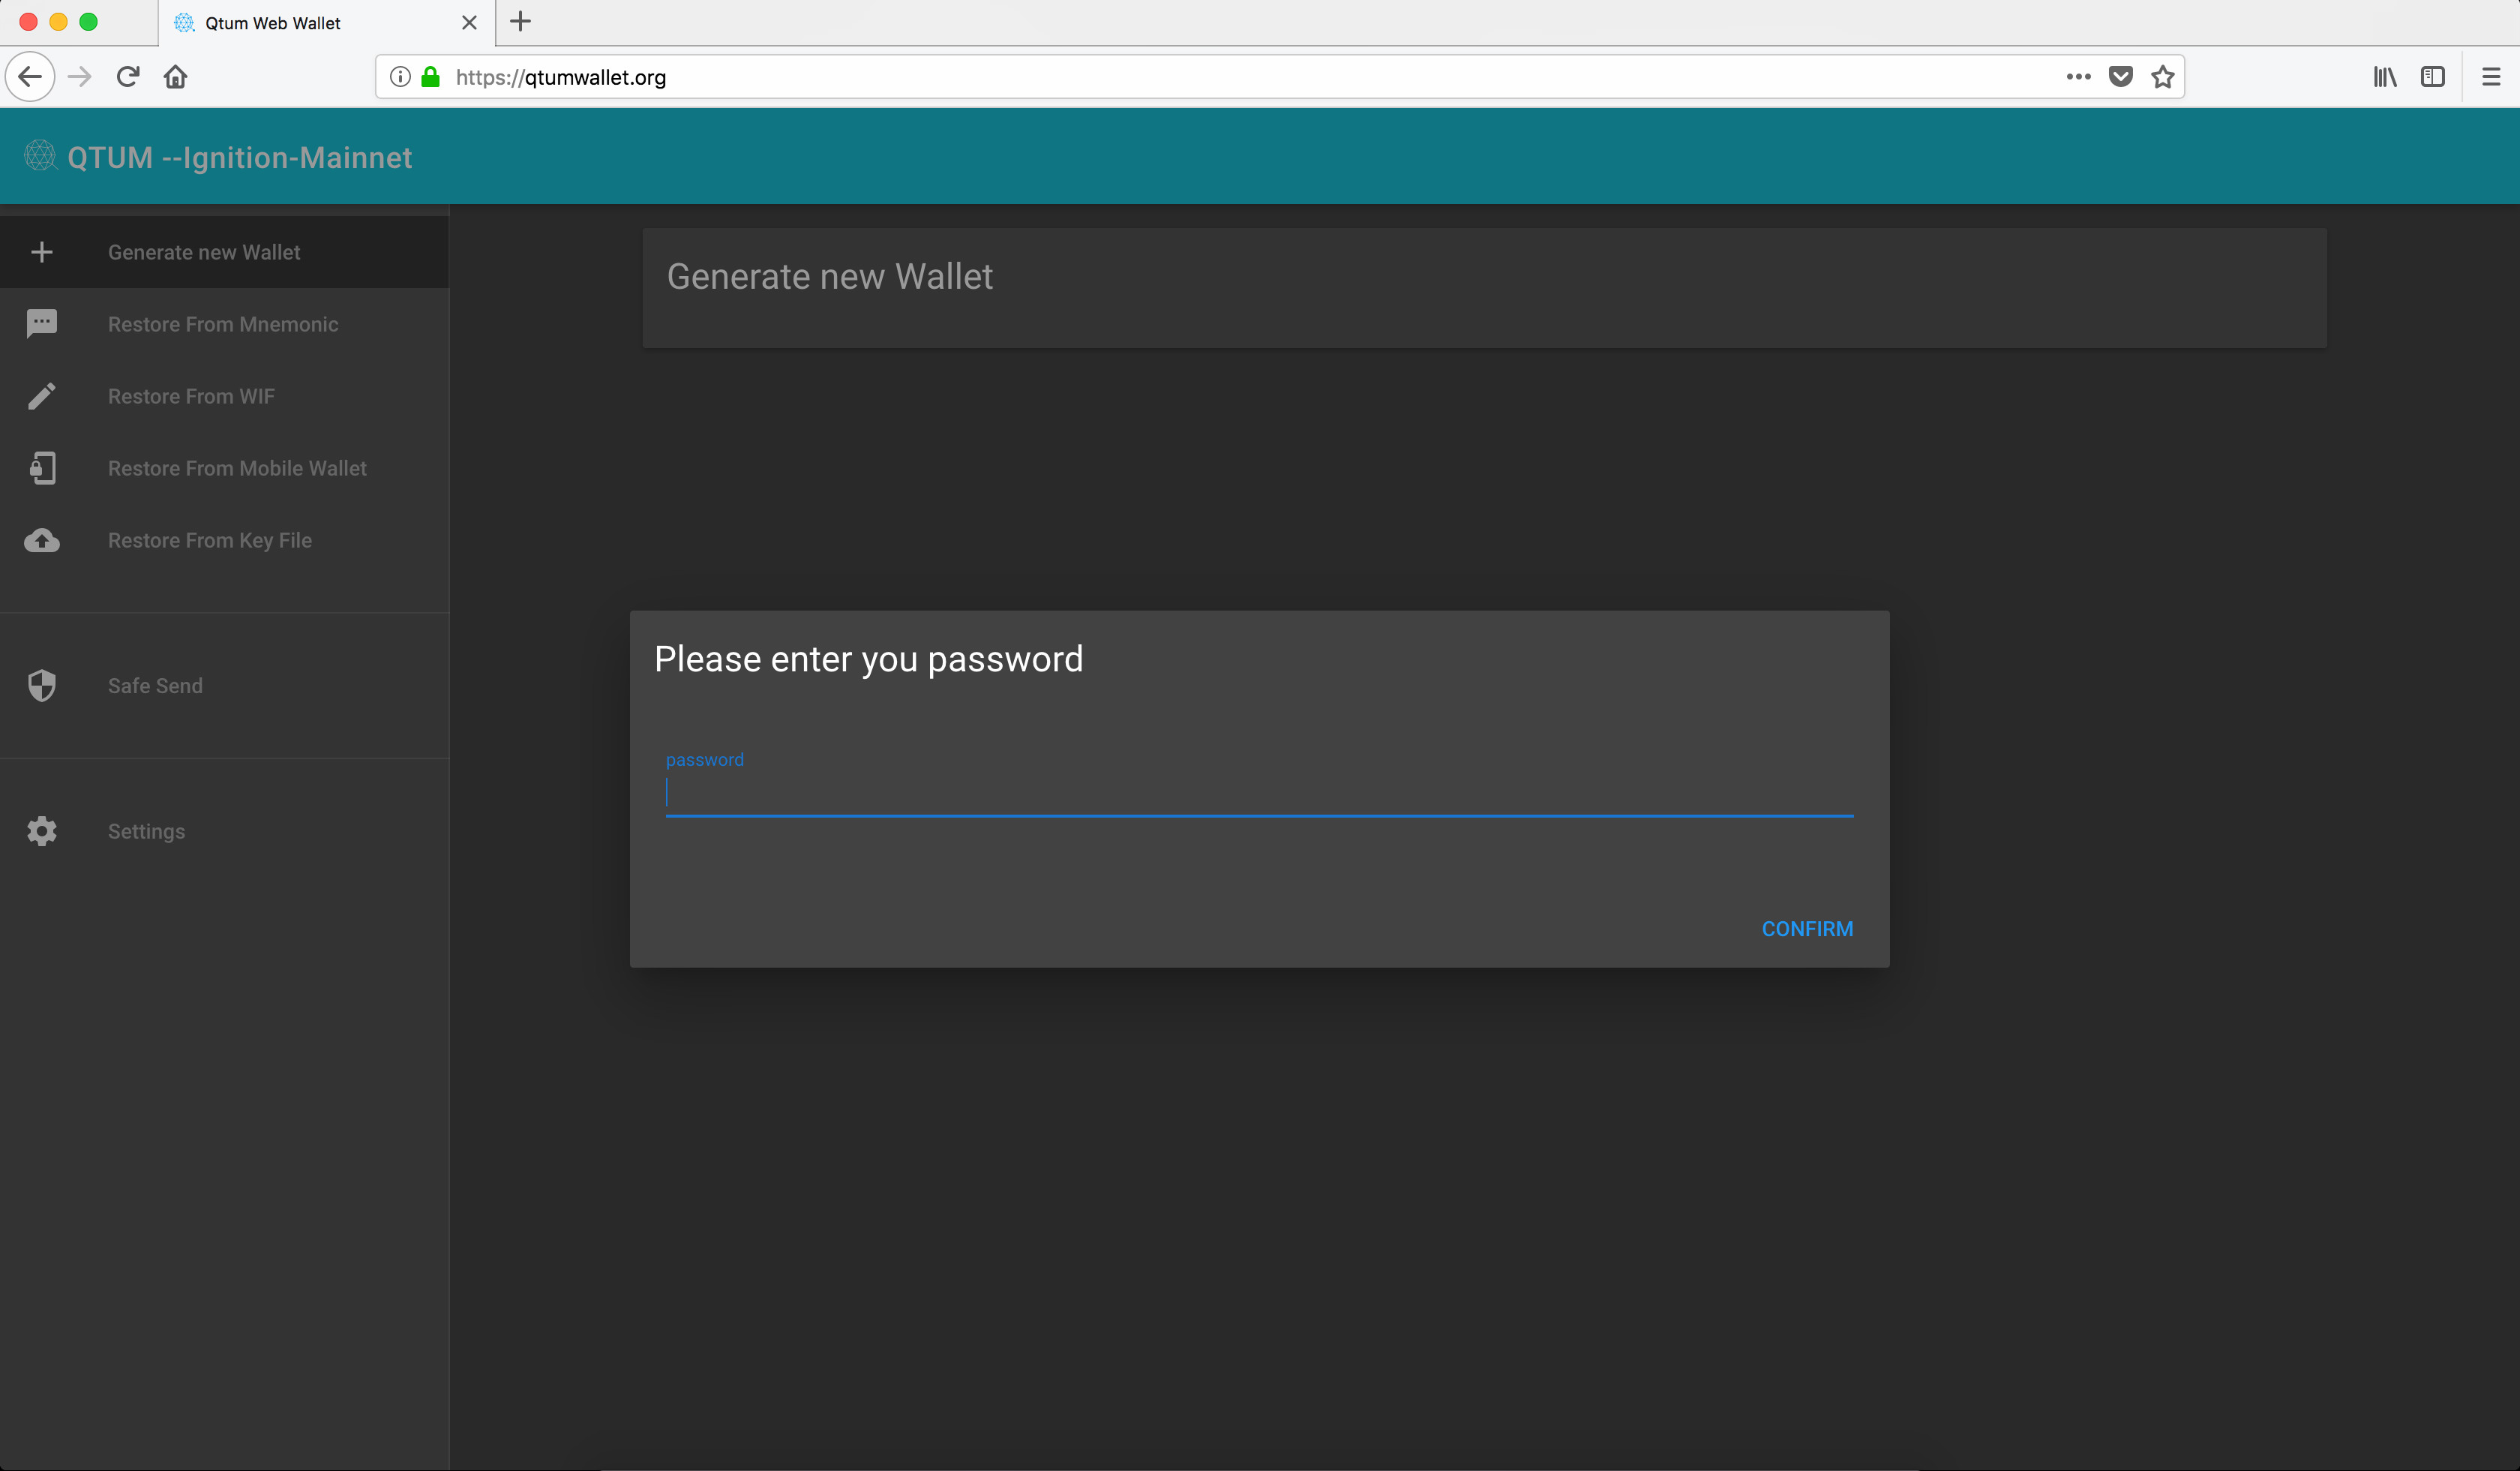 Qtum Web Wallet
https://qtumwallet.org
QTUM --Ignition-Mainnet
Generate new Wallet
Restore From Mnemonic
Restore From WIF
Restore From Mobile Wallet
Restore From Key File
Safe Send
Settings
Generate new Wallet
Please enter you password
password
CONFIRM